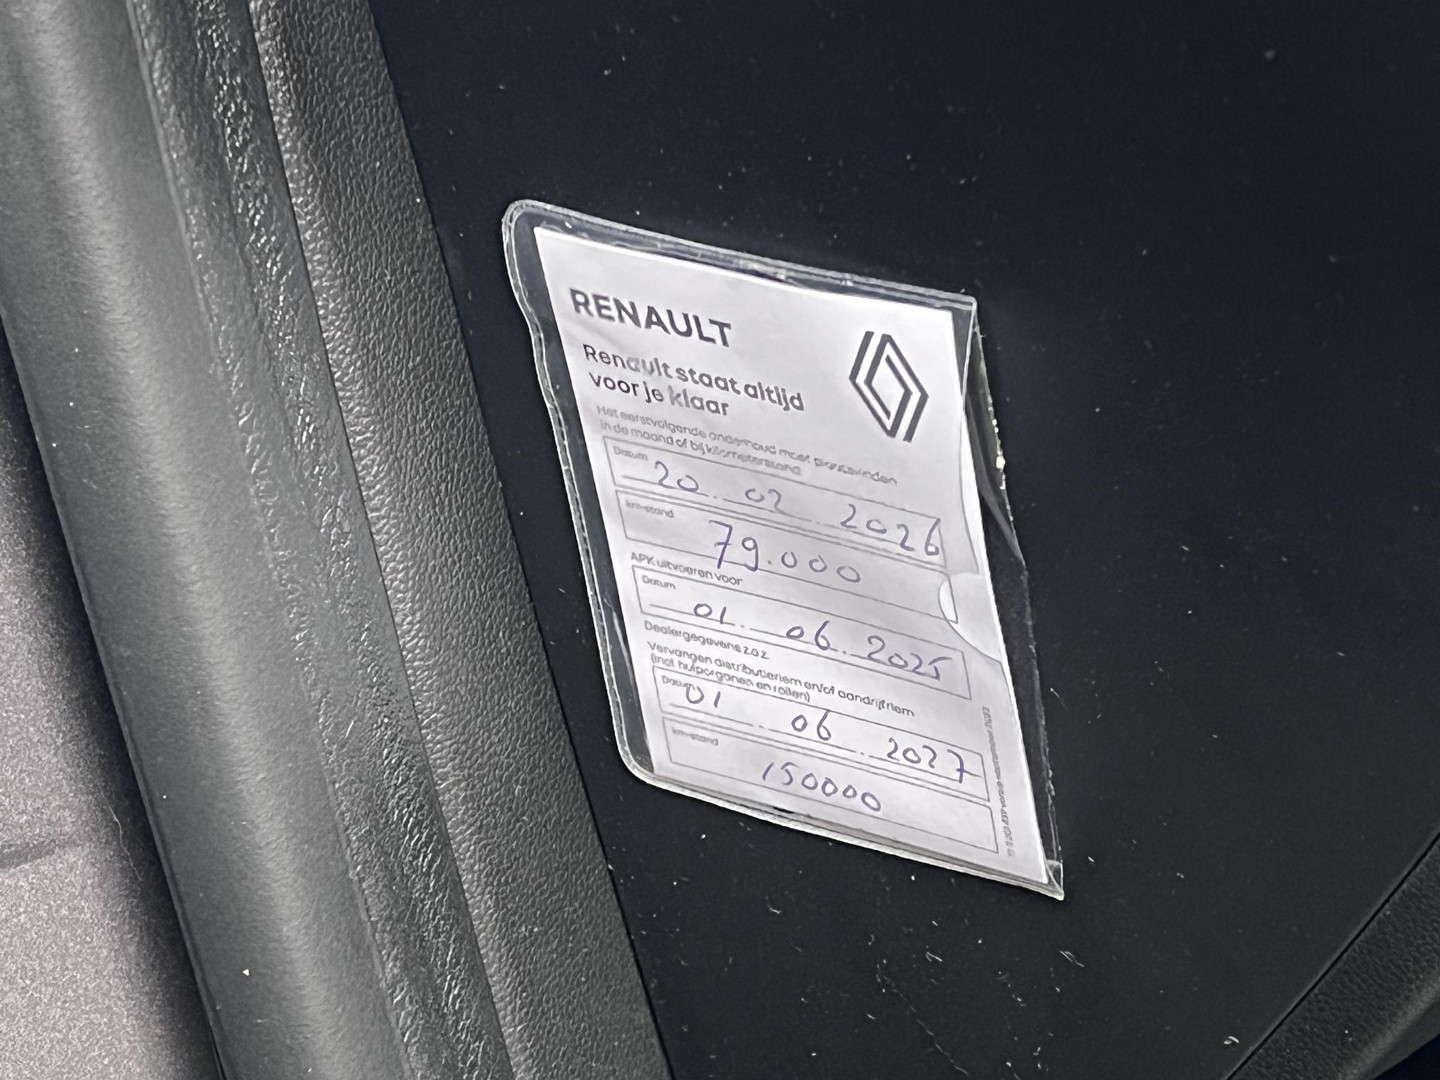 RENAULT
Renault staat altijd
voor je klaar
Het eerstvolgende onderhoud moet plaatsvinden
in de maand of bij kilometerstand
Datum
20 02 2026
km-stand
79.000
APK uitvoeren voor
Datum
01 06 2025
Dealergegevens z.o.z.
Vervangen distributieriem en/of aandrijfriem
(incl. hulporganen en rollen)
Datum
01 06 2027
km-stand
150000